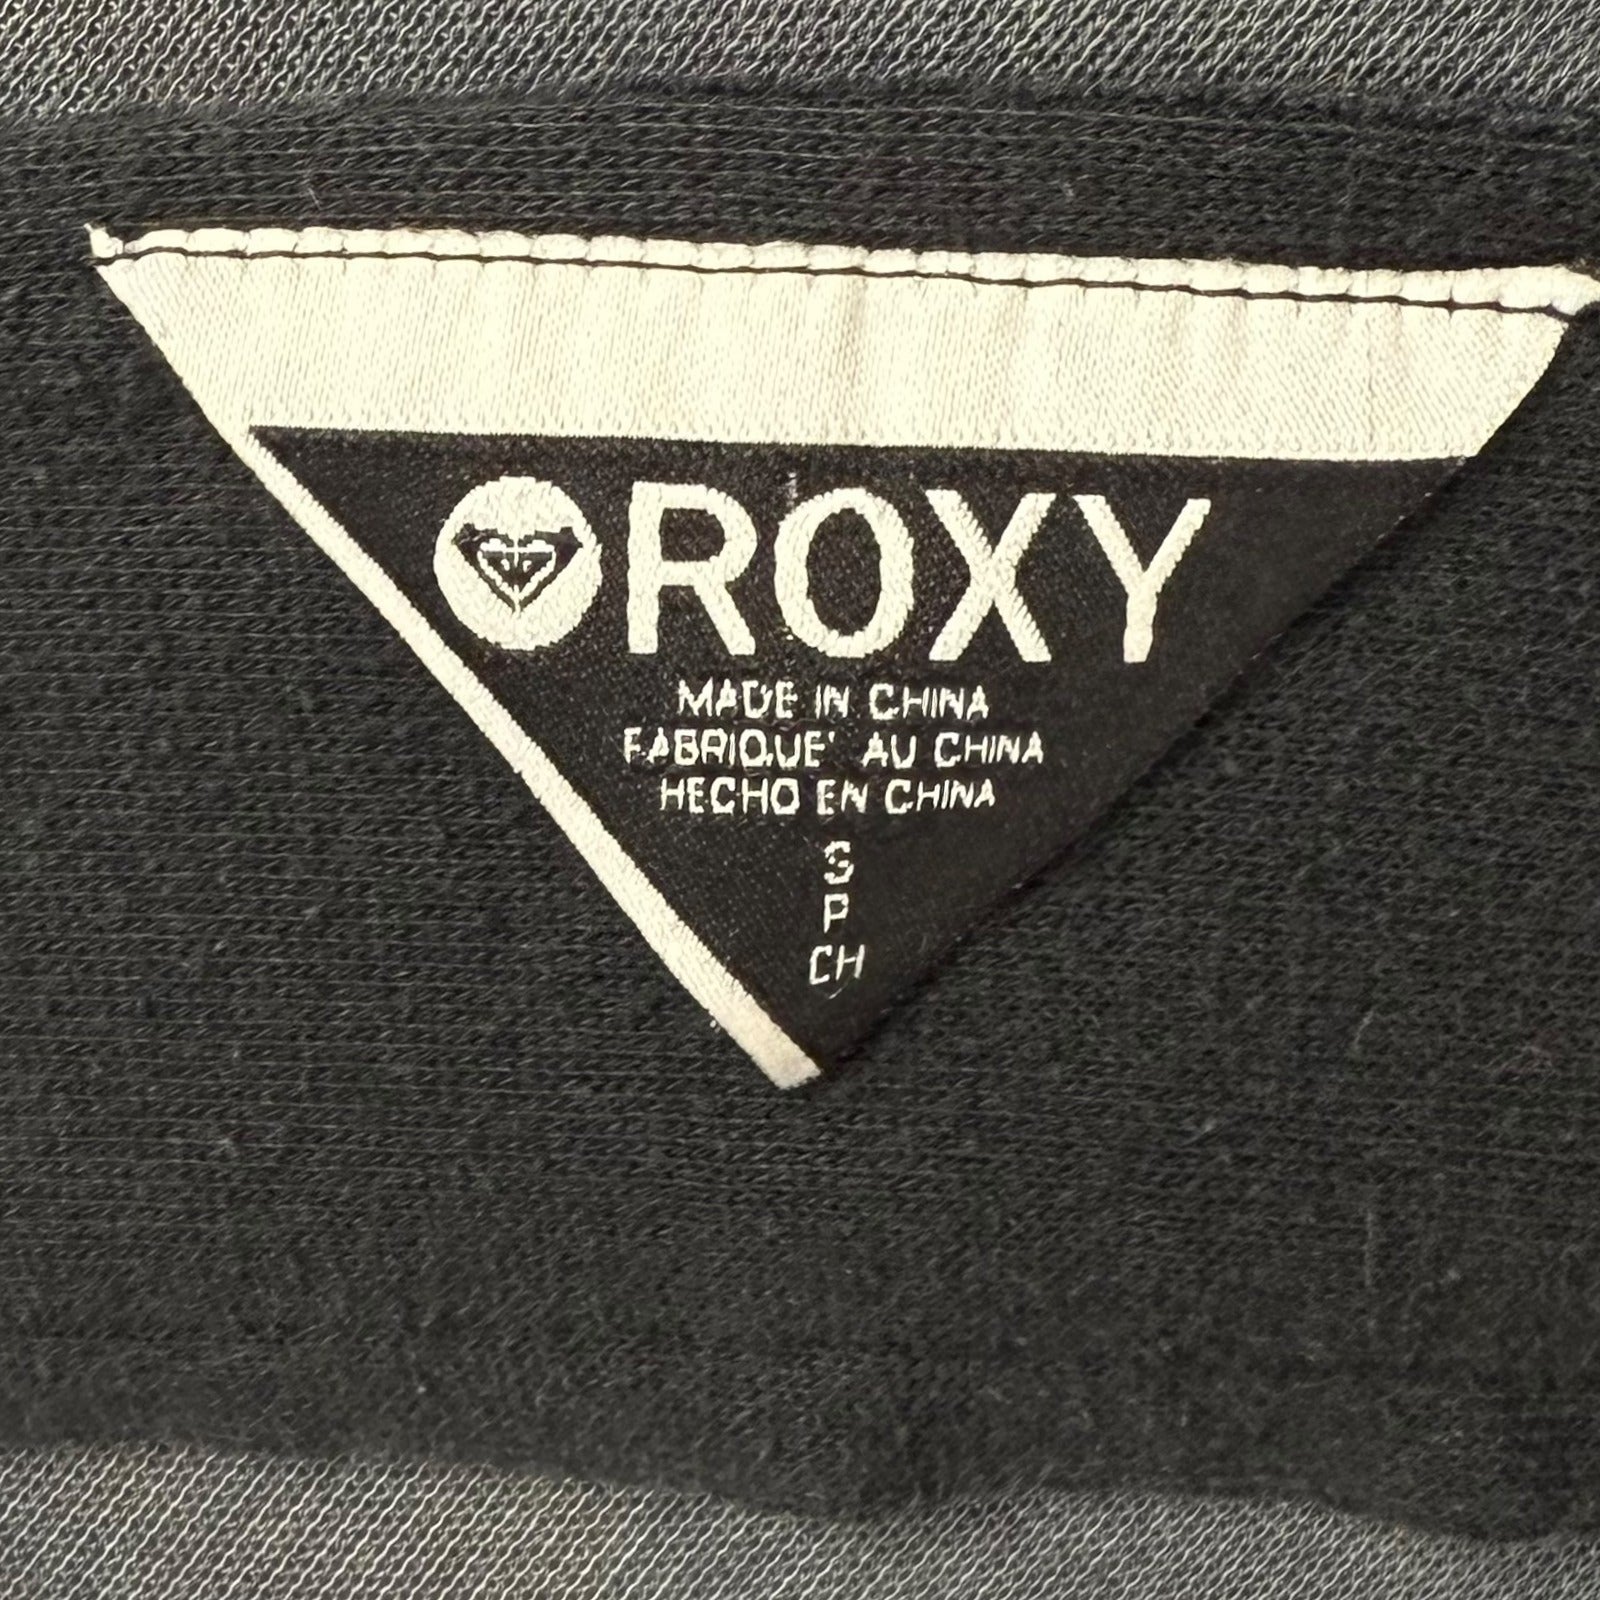 ROXY
MADE IN CHINA
FABRIQUE' AU CHINA
HECHO EN CHINA
S
P
CH